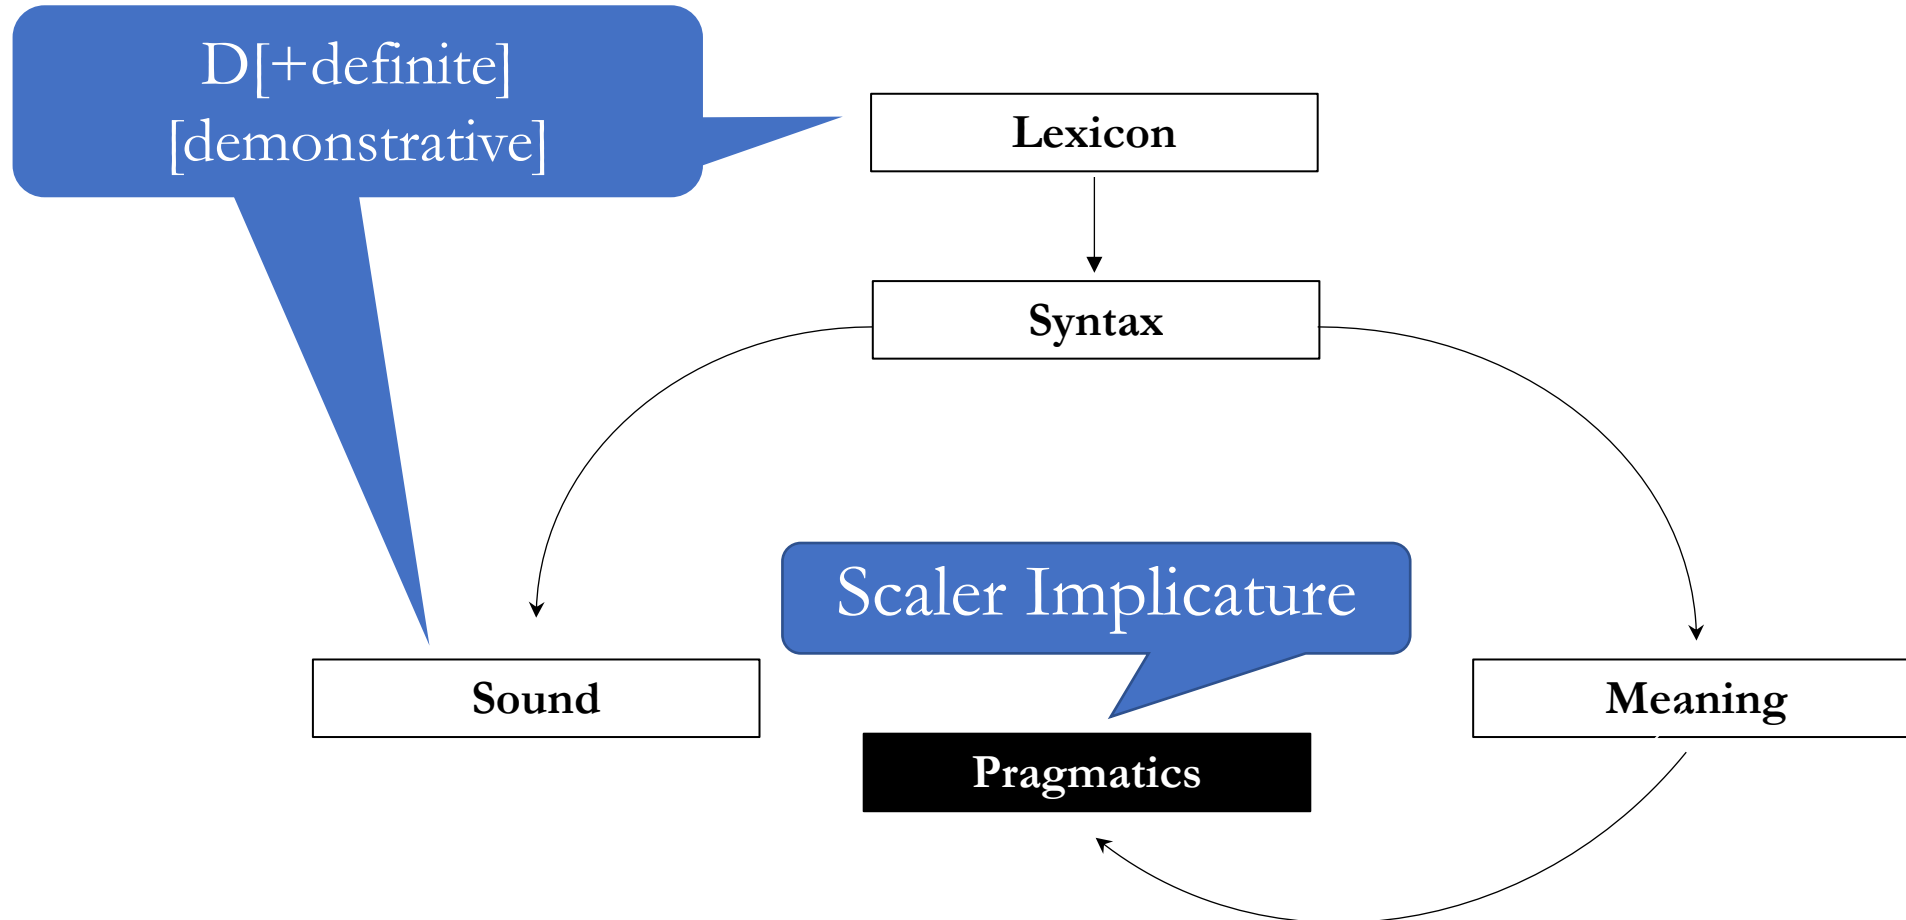 D[+definite]
[demonstrative]
Lexicon
Syntax
Scaler Implicature
Sound
Meaning
Pragmatics